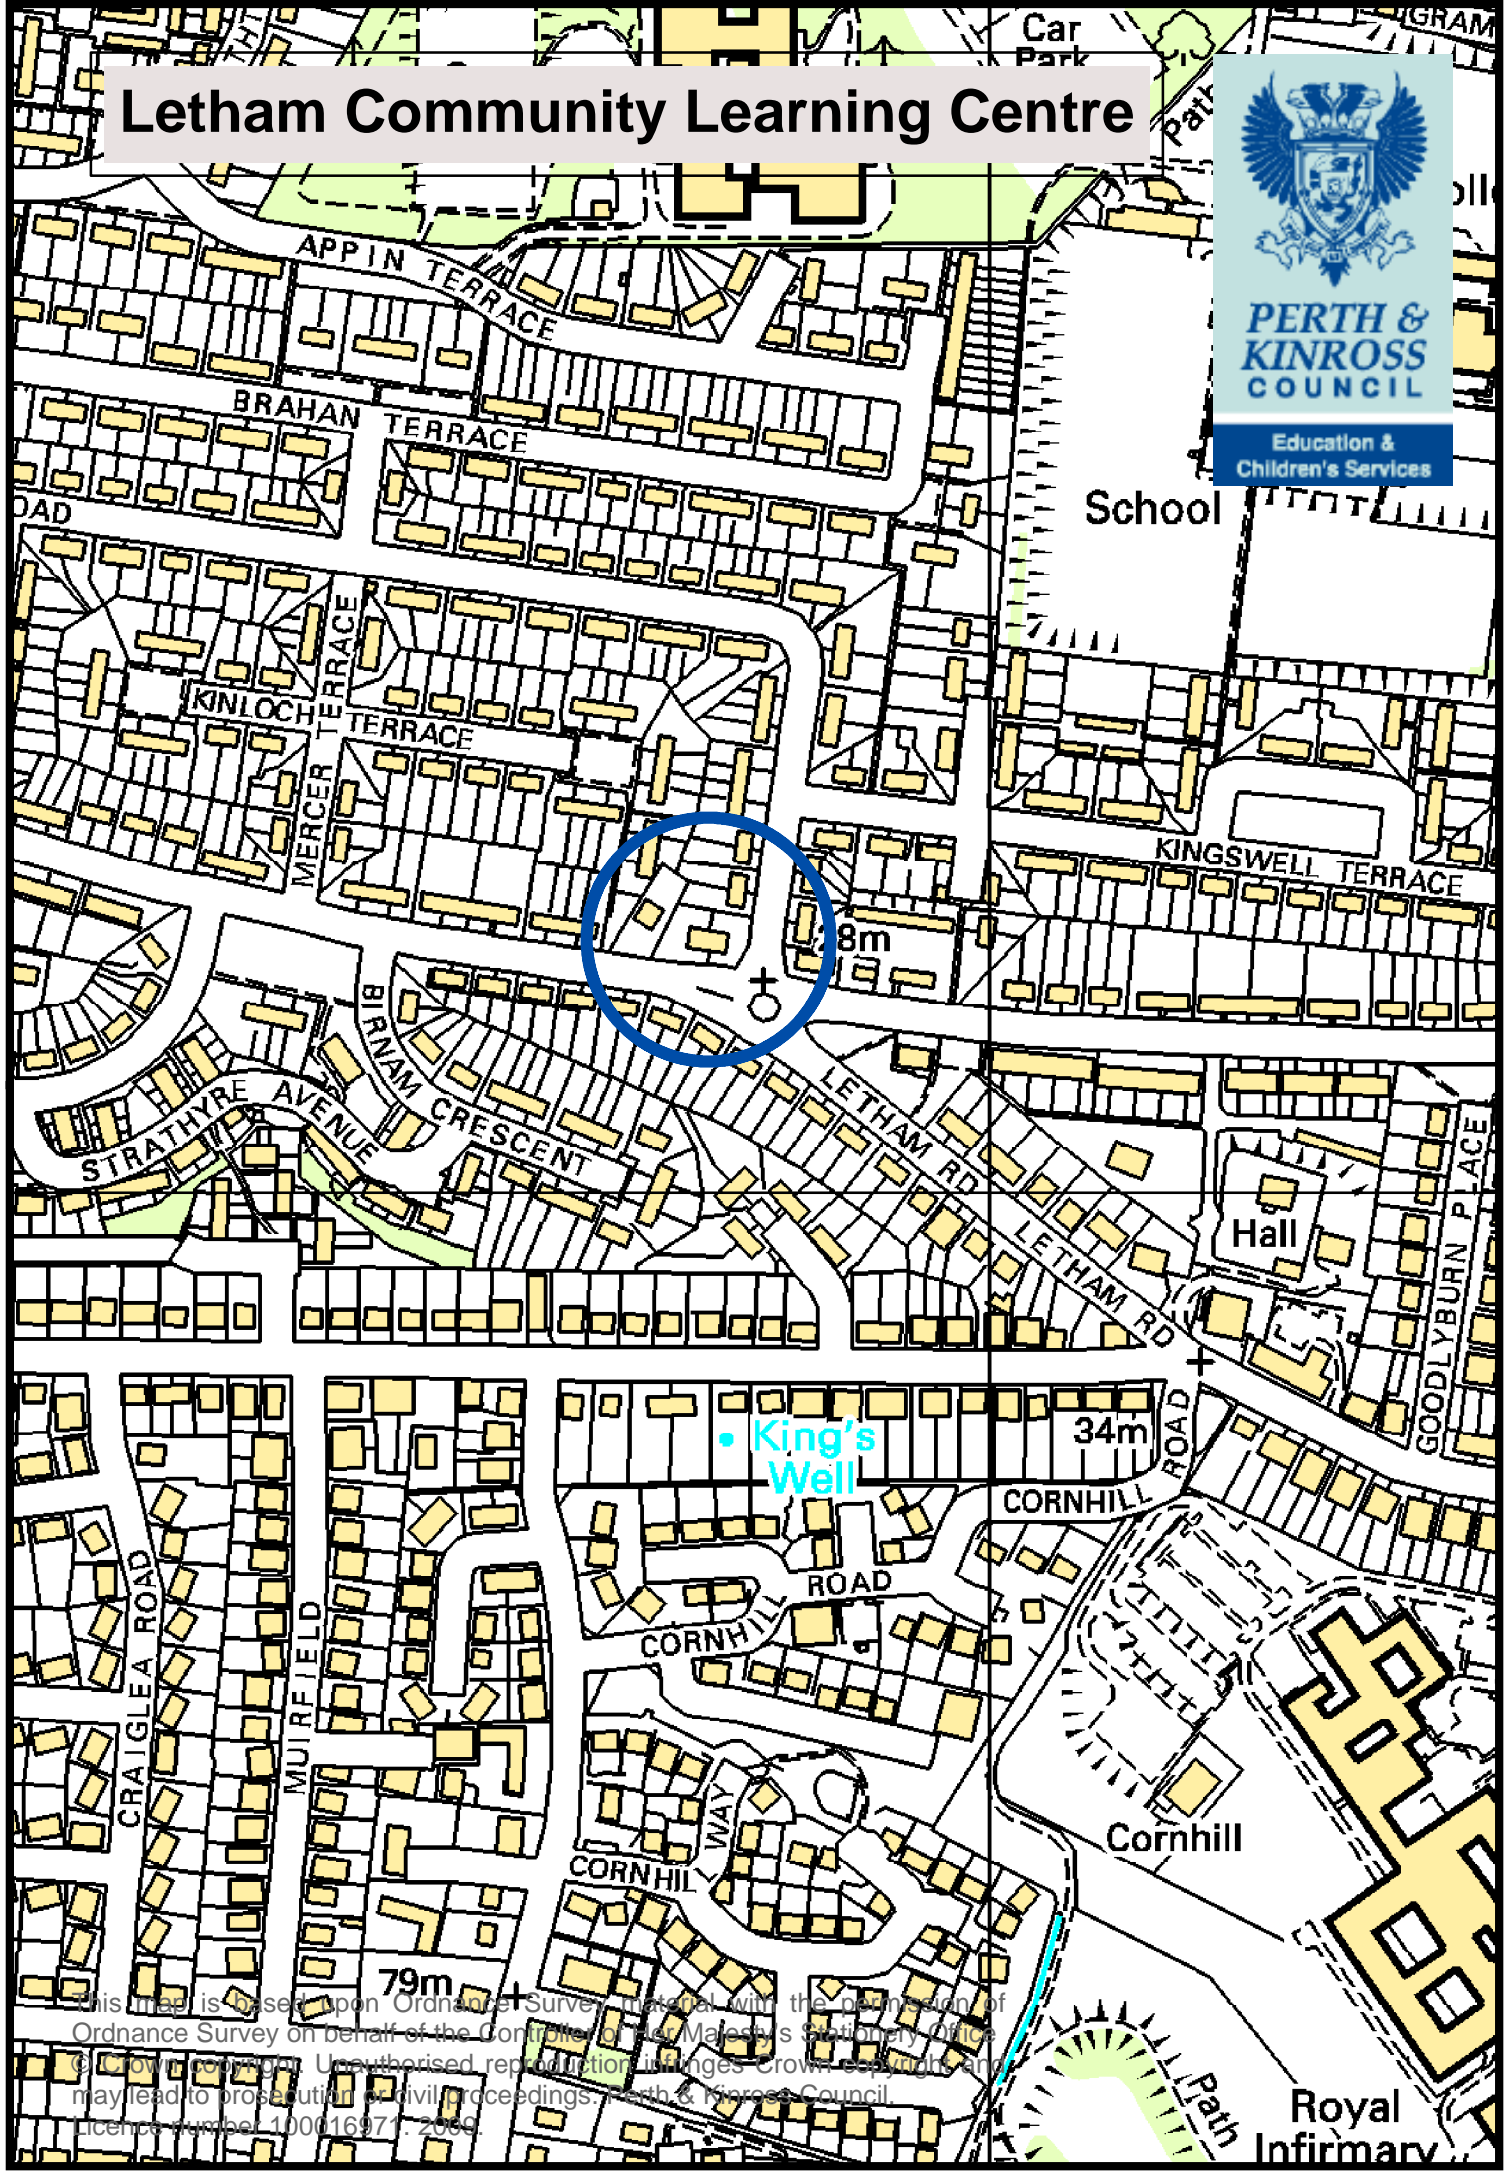 GRAM
Car
Park
Path
Letham Community Learning Centre
PERTH &
KINROSS
COUNCIL
Education &
Children's Services
APPIN TERRACE
BRAHAN TERRACE
OAD
School
MERCER TERRACE
KINLOCH TERRACE
KINGSWELL TERRACE
28m
BIRNAM CRESCENT
STRATHYRE AVENUE
LETHAM RD
LETHAM RD
Hall
GOODLYBURN PLACE
King's
Well
34m
ROAD
CORNHILL
CORNHILL ROAD
CRAIGLEA ROAD
MUIRFIELD
CORNHILL WAY
Cornhill
79m
This map is based upon Ordnance Survey material with the permission of
Ordnance Survey on behalf of the Controller of Her Majesty's Stationery Office
© Crown copyright. Unauthorised reproduction infringes Crown copyright and
may lead to prosecution or civil proceedings. Perth & Kinross Council.
Licence number 100016971.
Path
Royal
Infirmary